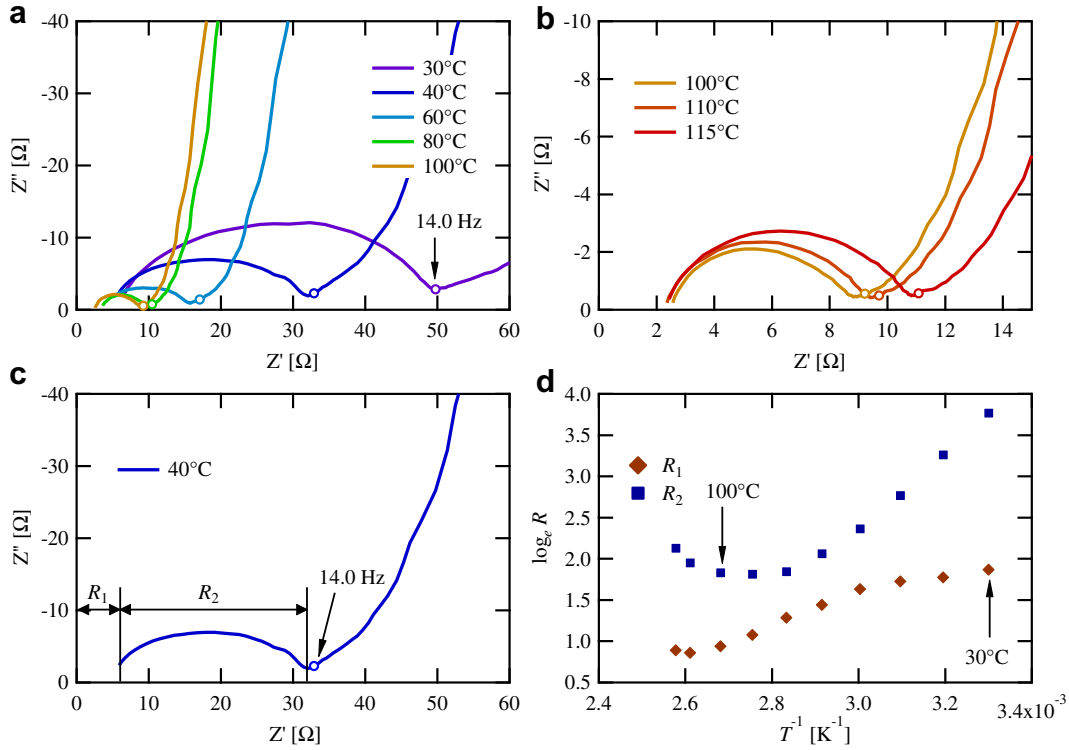 a
-40
-30
-20
-10
0
Z'' [Ω]
0 10 20 30 40 50 60
Z' [Ω]
30°C
40°C
60°C
80°C
100°C
14.0 Hz
b
-10
-8
-6
-4
-2
0
Z'' [Ω]
0 2 4 6 8 10 12 14
Z' [Ω]
100°C
110°C
115°C
c
-40
-30
-20
-10
0
Z'' [Ω]
0 10 20 30 40 50 60
Z' [Ω]
40°C
R₁
R₂
14.0 Hz
d
4.0
3.5
3.0
2.5
2.0
1.5
1.0
0.5
logₑ R
2.4 2.6 2.8 3.0 3.2 3.4x10⁻³
T⁻¹ [K⁻¹]
R₁
R₂
100°C
30°C